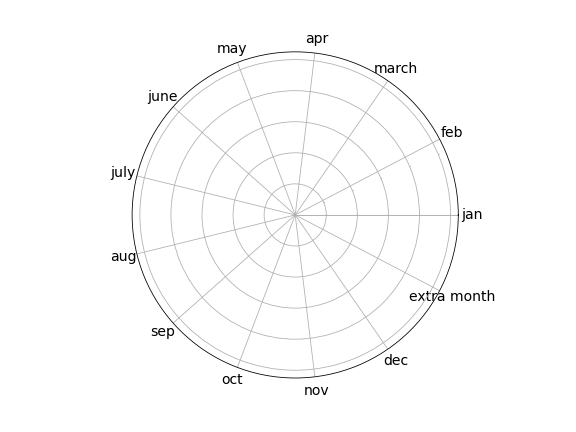 apr
may
march
june
feb
july
jan
aug
extra month
sep
dec
oct
nov